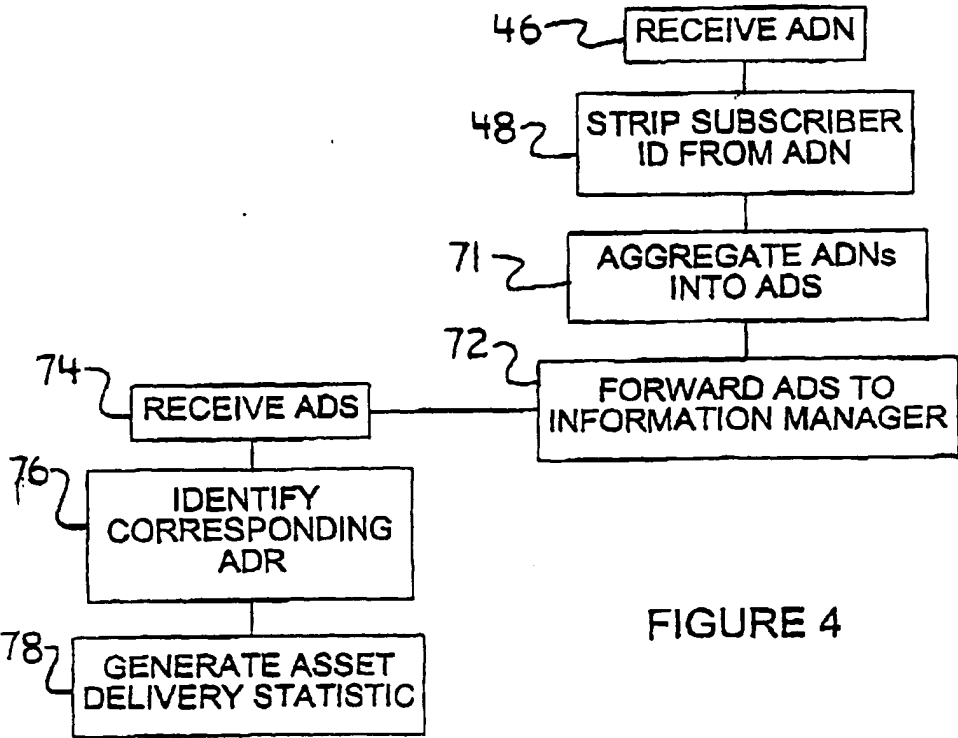 46
RECEIVE ADN
48
STRIP SUBSCRIBER
ID FROM ADN
71
AGGREGATE ADNs
INTO ADS
72
FORWARD ADS TO
INFORMATION MANAGER
74
RECEIVE ADS
76
IDENTIFY
CORRESPONDING
ADR
78
GENERATE ASSET
DELIVERY STATISTIC
FIGURE 4